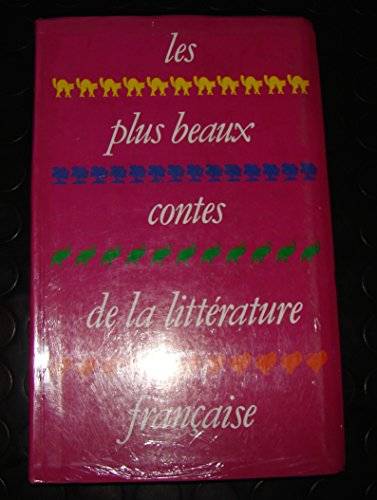 les
plus beaux
contes
de la littérature
française